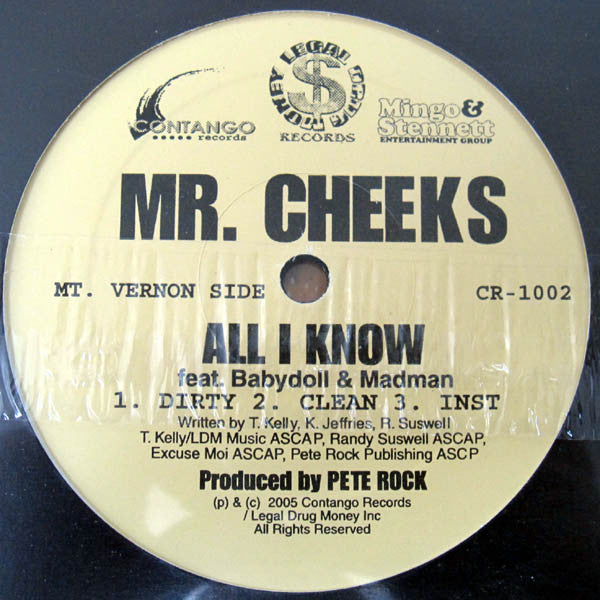 LEGAL DRUG MONEY
$
RECORDS
CONTANGO
records
Mingo &
Stennett
ENTERTAINMENT GROUP
MR. CHEEKS
MT. VERNON SIDE
CR-1002
ALL I KNOW
feat. Babydoll & Madman
1. DIRTY 2. CLEAN 3. INST
Written by T. Kelly, K. Jeffries, R. Suswell
T. Kelly/LDM Music ASCAP, Randy Suswell ASCAP,
Excuse Moi ASCAP, Pete Rock Publishing ASCP
Produced by PETE ROCK
(p) & (c) 2005 Contango Records
/ Legal Drug Money Inc
All Rights Reserved